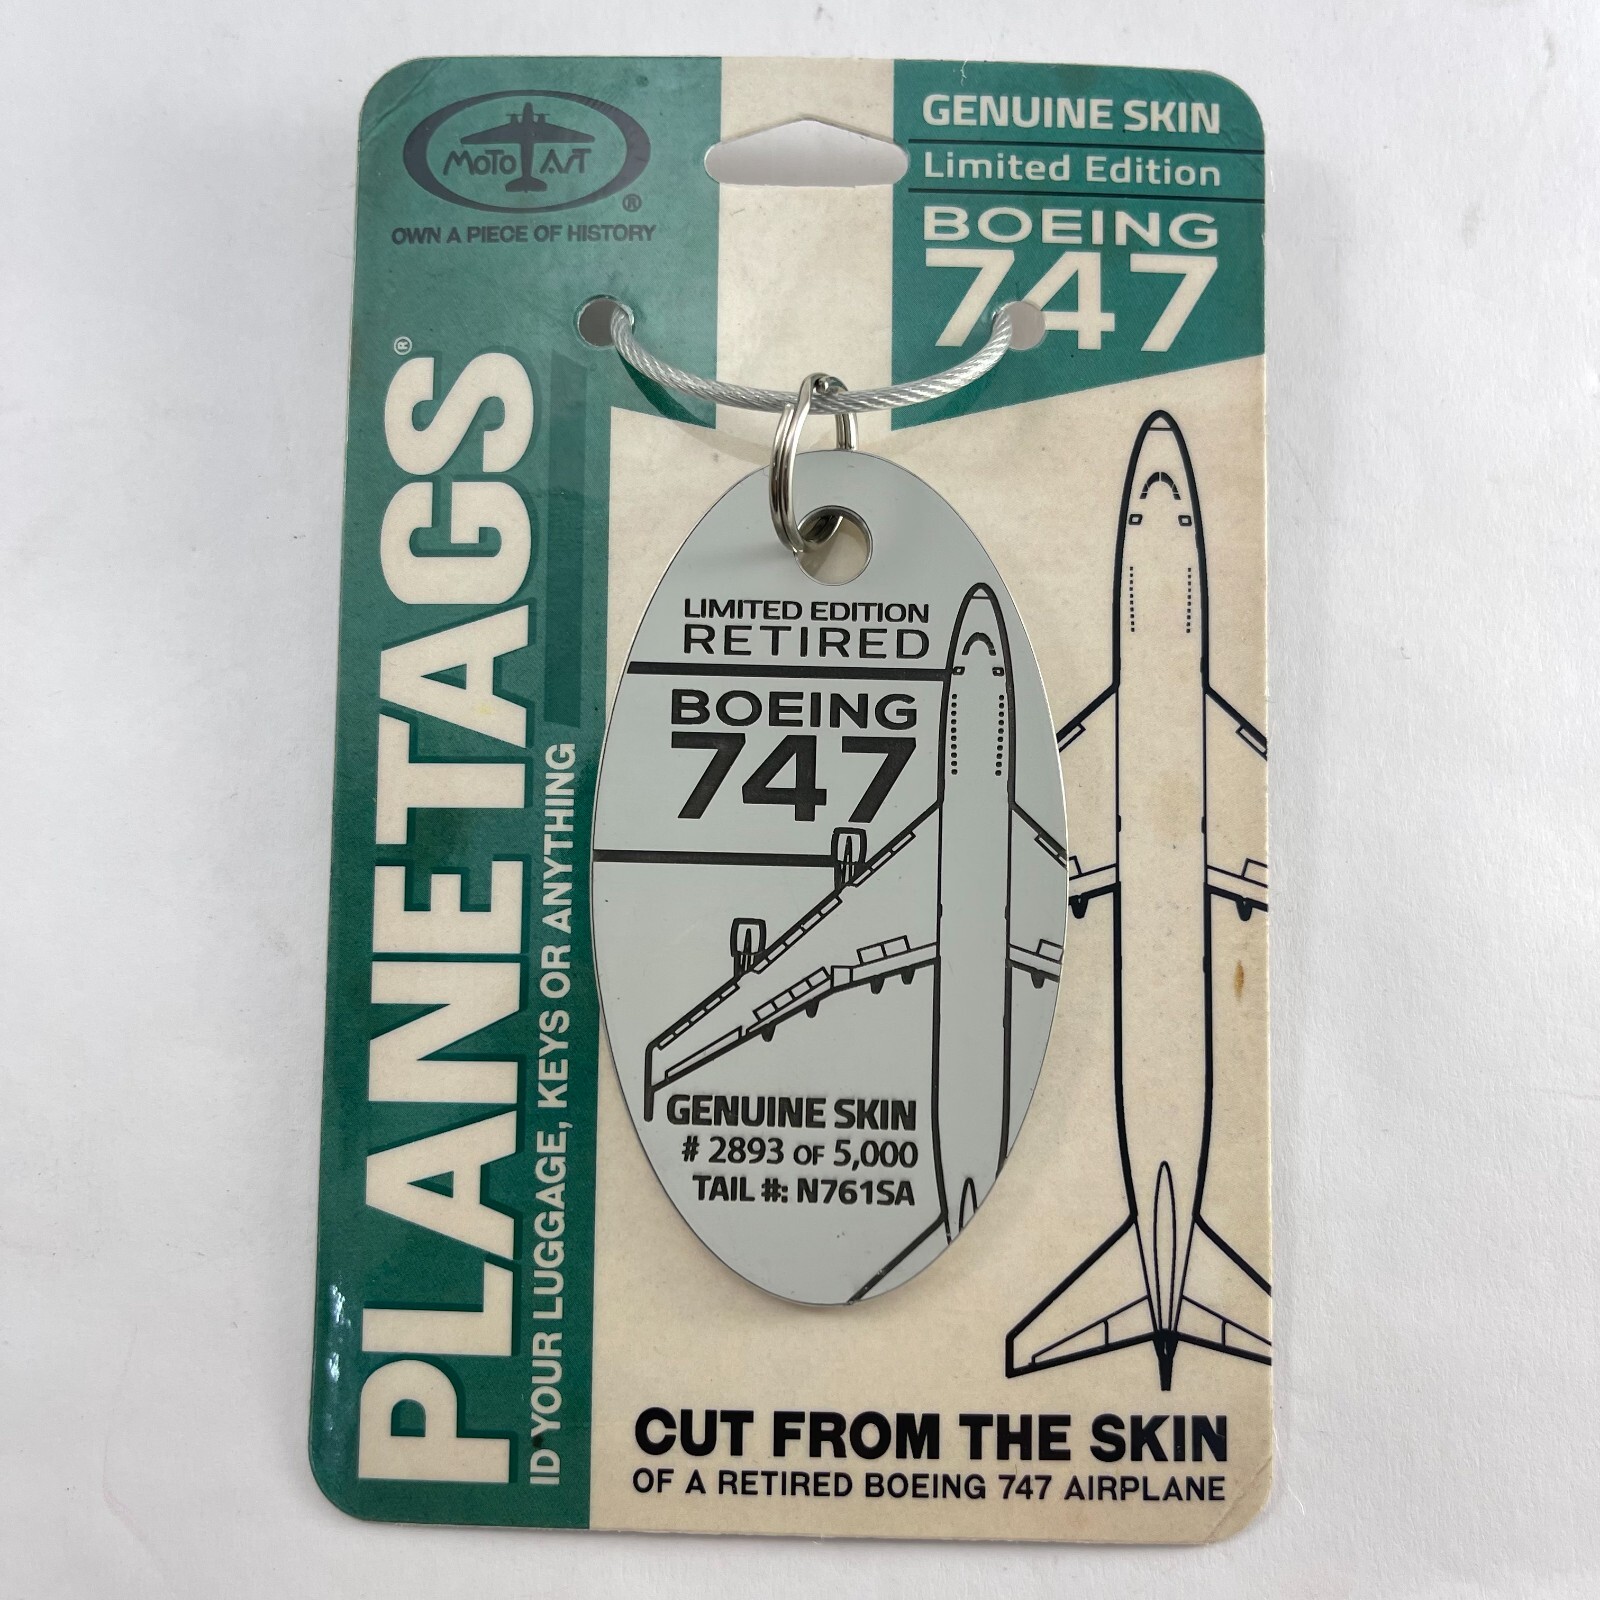 MOTO ART
®
OWN A PIECE OF HISTORY
GENUINE SKIN
Limited Edition
BOEING
747
PLANETAGS®
ID YOUR LUGGAGE, KEYS OR ANYTHING
LIMITED EDITION
RETIRED
BOEING
747
GENUINE SKIN
# 2893 OF 5,000
TAIL #: N761SA
CUT FROM THE SKIN
OF A RETIRED BOEING 747 AIRPLANE